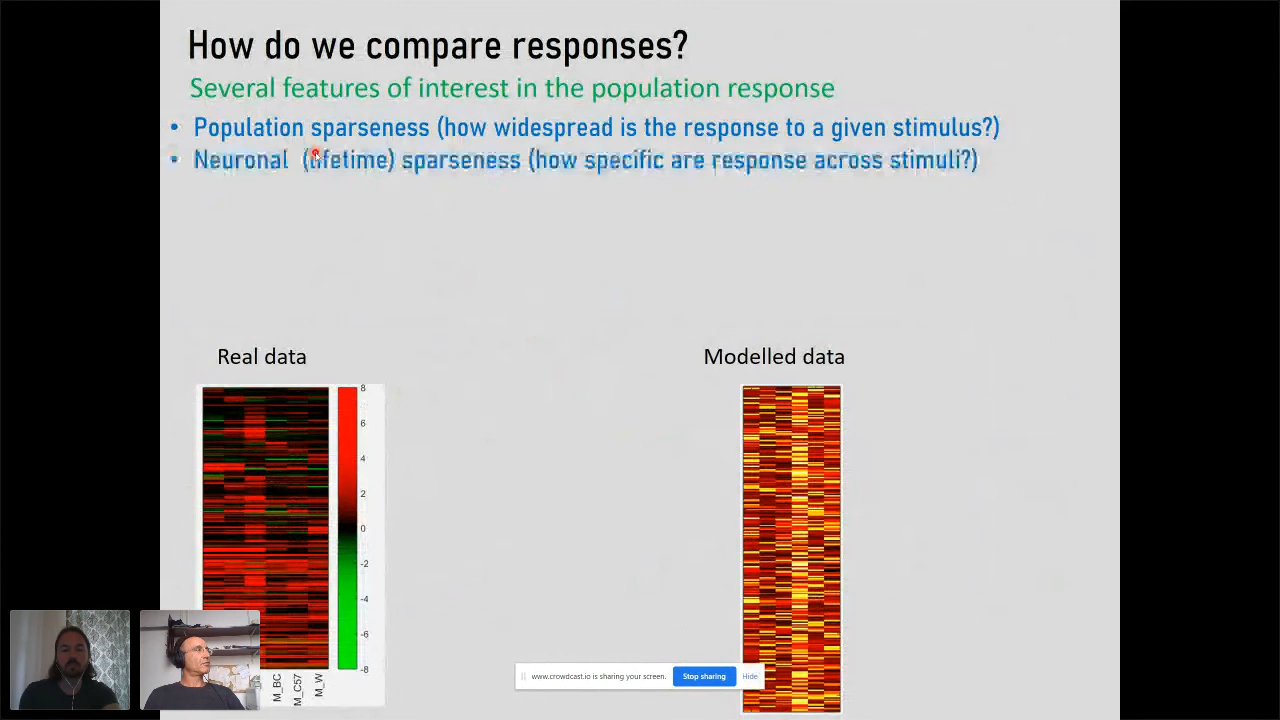 How do we compare responses?
Several features of interest in the population response
• Population sparseness (how widespread is the response to a given stimulus?)
• Neuronal (lifetime) sparseness (how specific are response across stimuli?)
Real data
Modelled data
8
6
4
2
0
-2
-4
-6
-8
M_BC
M_C57
M_W
www.crowdcast.io is sharing your screen.
Stop sharing
Hide